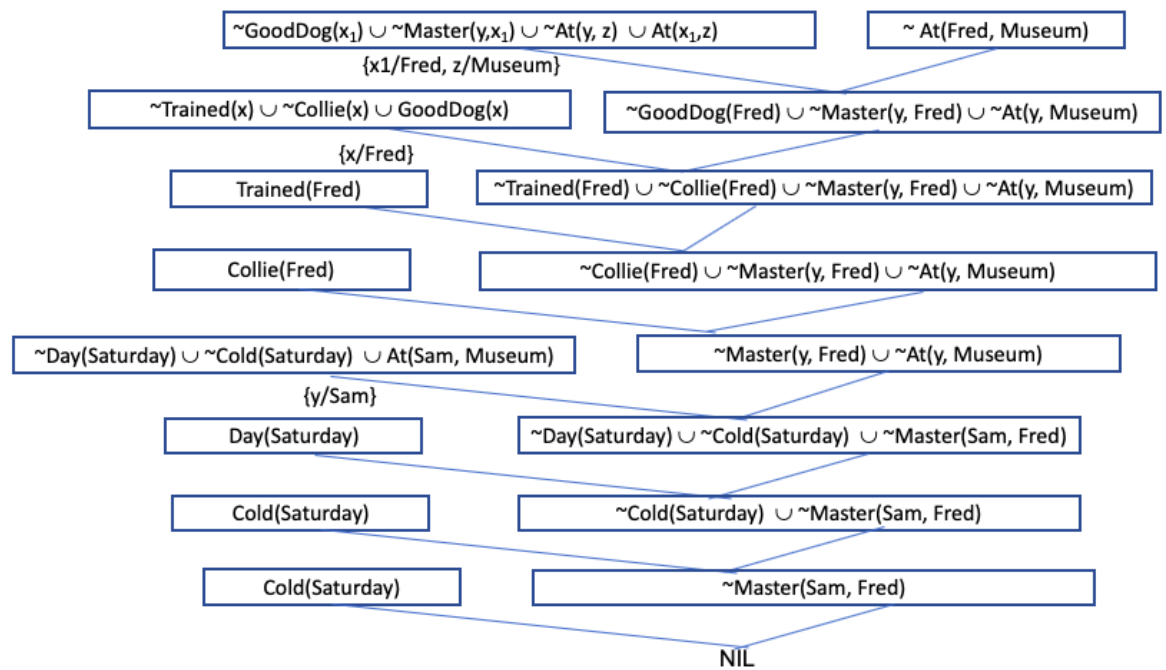 ~GoodDog(x₁) ∪ ~Master(y,x₁) ∪ ~At(y, z) ∪ At(x₁,z)
~ At(Fred, Museum)
{x1/Fred, z/Museum}
~Trained(x) ∪ ~Collie(x) ∪ GoodDog(x)
~GoodDog(Fred) ∪ ~Master(y, Fred) ∪ ~At(y, Museum)
{x/Fred}
Trained(Fred)
~Trained(Fred) ∪ ~Collie(Fred) ∪ ~Master(y, Fred) ∪ ~At(y, Museum)
Collie(Fred)
~Collie(Fred) ∪ ~Master(y, Fred) ∪ ~At(y, Museum)
~Day(Saturday) ∪ ~Cold(Saturday) ∪ At(Sam, Museum)
~Master(y, Fred) ∪ ~At(y, Museum)
{y/Sam}
Day(Saturday)
~Day(Saturday) ∪ ~Cold(Saturday) ∪ ~Master(Sam, Fred)
Cold(Saturday)
~Cold(Saturday) ∪ ~Master(Sam, Fred)
Cold(Saturday)
~Master(Sam, Fred)
NIL